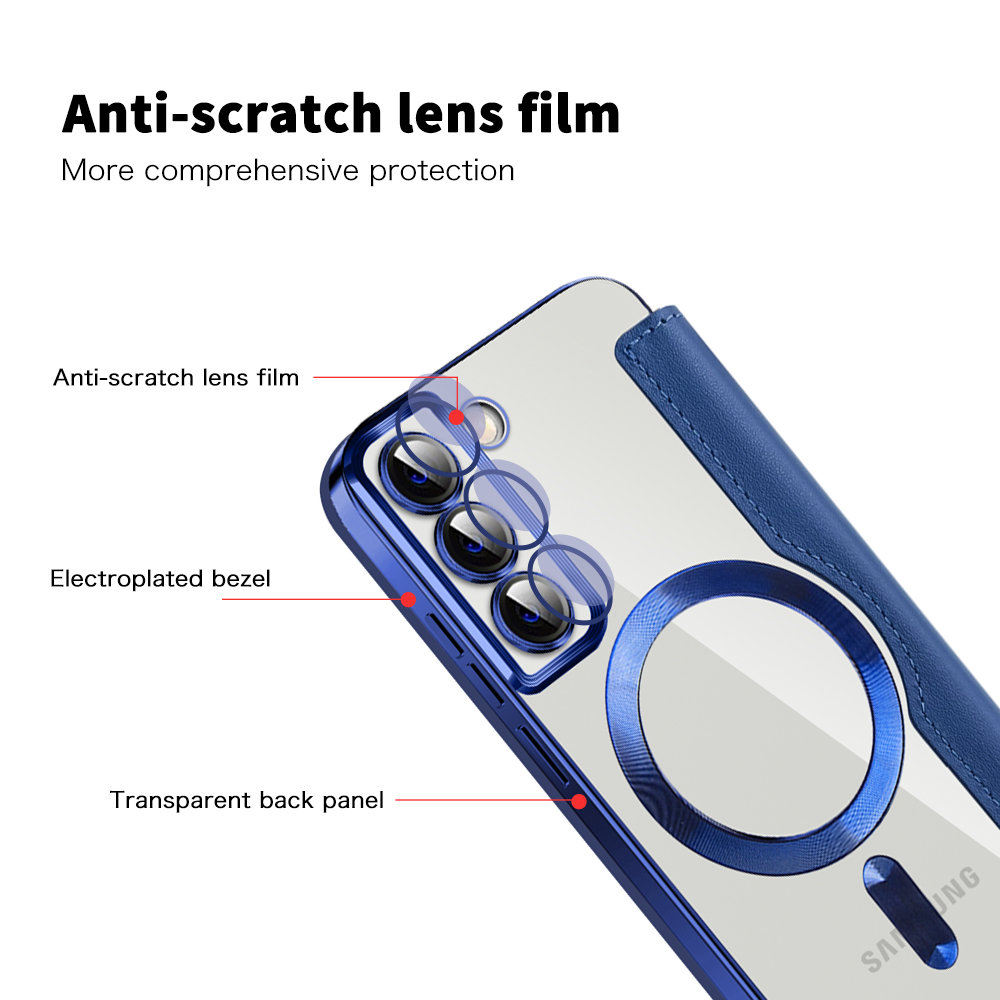 Anti-scratch lens film
More comprehensive protection
Anti-scratch lens film
Electroplated bezel
Transparent back panel